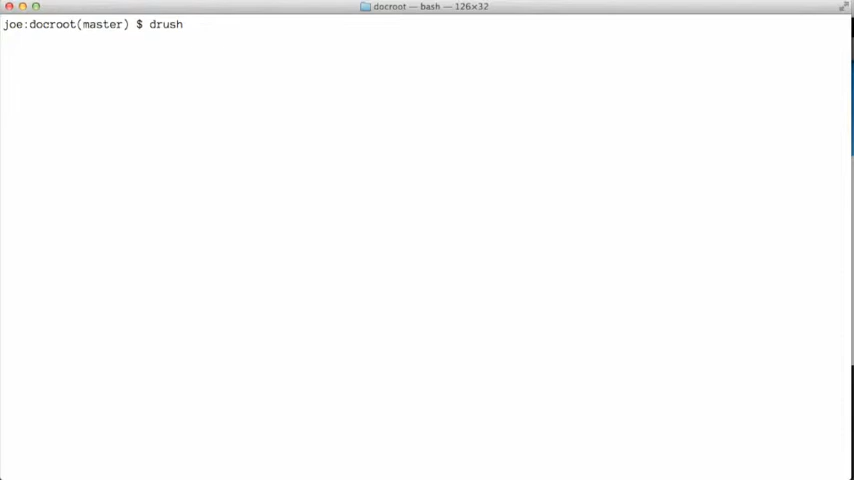 docroot — bash — 126×32
joe:docroot(master) $ drush